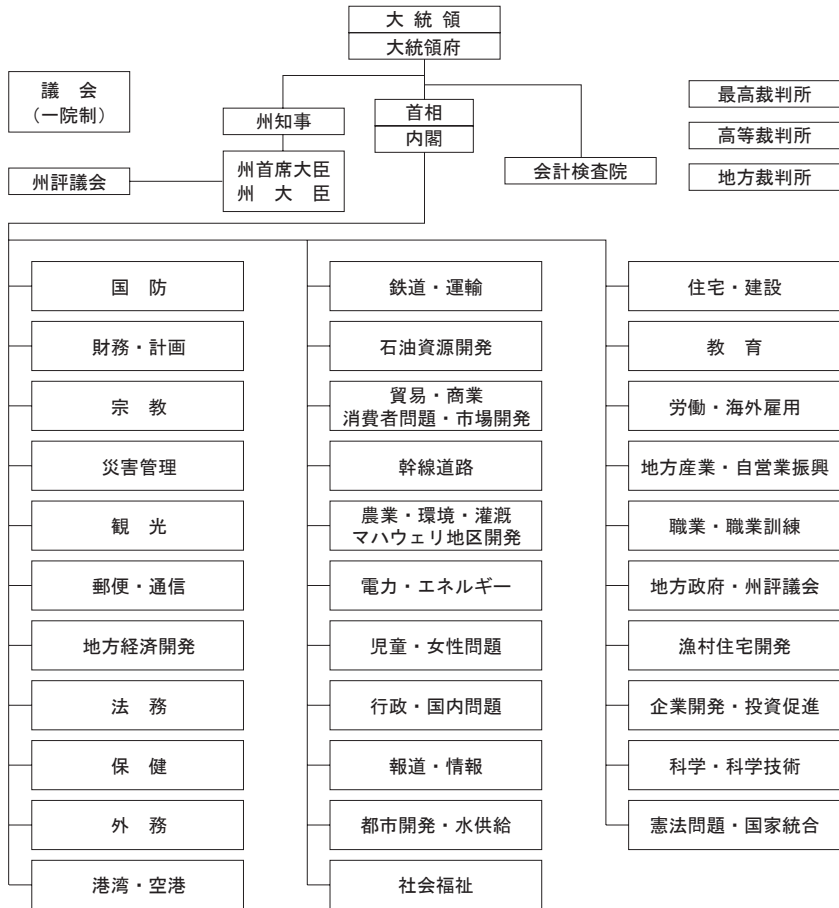 大統領
大統領府
議会
（一院制）
州知事
首相
内閣
最高裁判所
高等裁判所
地方裁判所
州評議会
州首席大臣
州大臣
会計検査院
国防
鉄道・運輸
住宅・建設
財務・計画
石油資源開発
教育
宗教
貿易・商業
消費者問題・市場開発
労働・海外雇用
災害管理
幹線道路
地方産業・自営業振興
観光
農業・環境・灌漑
マハウェリ地区開発
職業・職業訓練
郵便・通信
電力・エネルギー
地方政府・州評議会
地方経済開発
児童・女性問題
漁村住宅開発
法務
行政・国内問題
企業開発・投資促進
保健
報道・情報
科学・科学技術
外務
都市開発・水供給
憲法問題・国家統合
港湾・空港
社会福祉